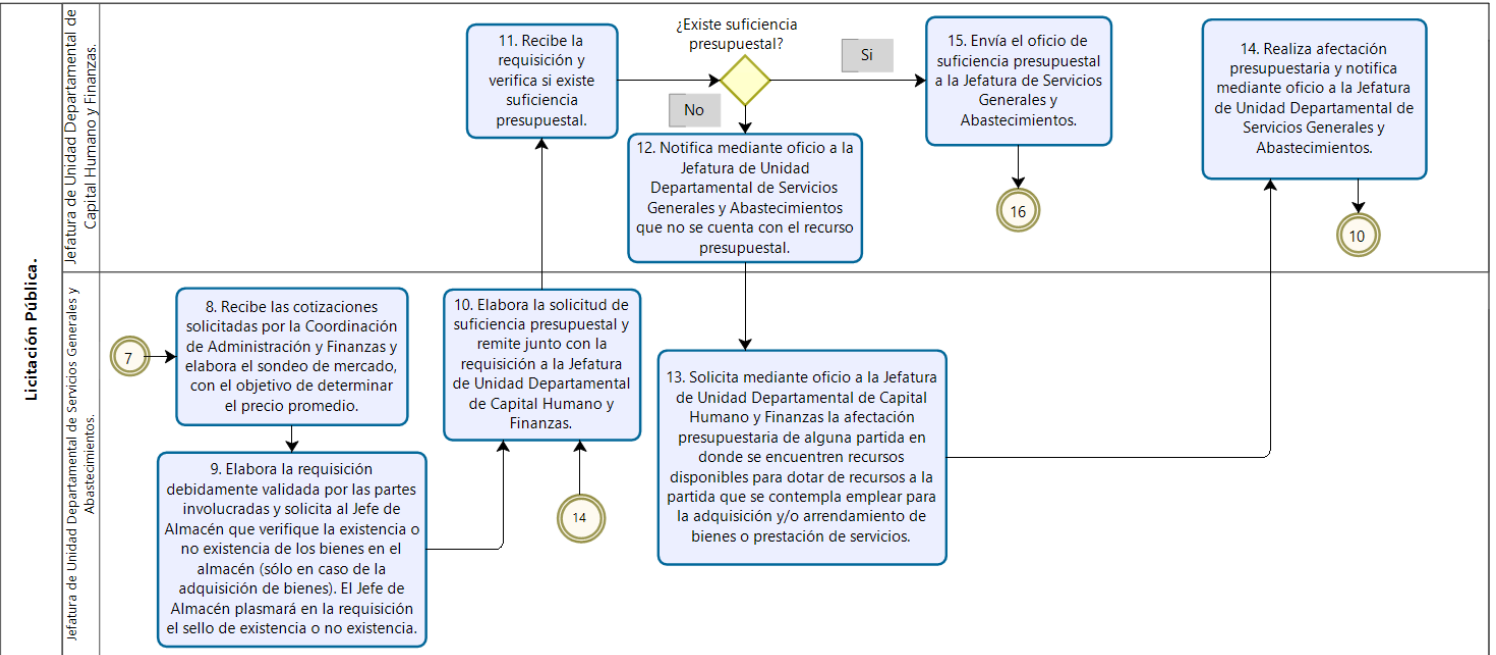 Licitación Pública.
Jefatura de Unidad Departamental de
Capital Humano y Finanzas.
11. Recibe la
requisición y
verifica si existe
suficiencia
presupuestal.
¿Existe suficiencia
presupuestal?
Si
No
12. Notifica mediante oficio a la
Jefatura de Unidad
Departamental de Servicios
Generales y Abastecimientos
que no se cuenta con el recurso
presupuestal.
15. Envía el oficio de
suficiencia presupuestal
a la Jefatura de Servicios
Generales y
Abastecimientos.
16
14. Realiza afectación
presupuestaria y notifica
mediante oficio a la Jefatura
de Unidad Departamental de
Servicios Generales y
Abastecimientos.
10
Jefatura de Unidad Departamental de Servicios Generales y
Abastecimientos.
7
8. Recibe las cotizaciones
solicitadas por la Coordinación
de Administración y Finanzas y
elabora el sondeo de mercado,
con el objetivo de determinar
el precio promedio.
9. Elabora la requisición
debidamente validada por las partes
involucradas y solicita al Jefe de
Almacén que verifique la existencia o
no existencia de los bienes en el
almacén (sólo en caso de la
adquisición de bienes). El Jefe de
Almacén plasmará en la requisición
el sello de existencia o no existencia.
10. Elabora la solicitud de
suficiencia presupuestal y
remite junto con la
requisición a la Jefatura
de Unidad Departamental
de Capital Humano y
Finanzas.
14
13. Solicita mediante oficio a la Jefatura
de Unidad Departamental de Capital
Humano y Finanzas la afectación
presupuestaria de alguna partida en
donde se encuentren recursos
disponibles para dotar de recursos a la
partida que se contempla emplear para
la adquisición y/o arrendamiento de
bienes o prestación de servicios.